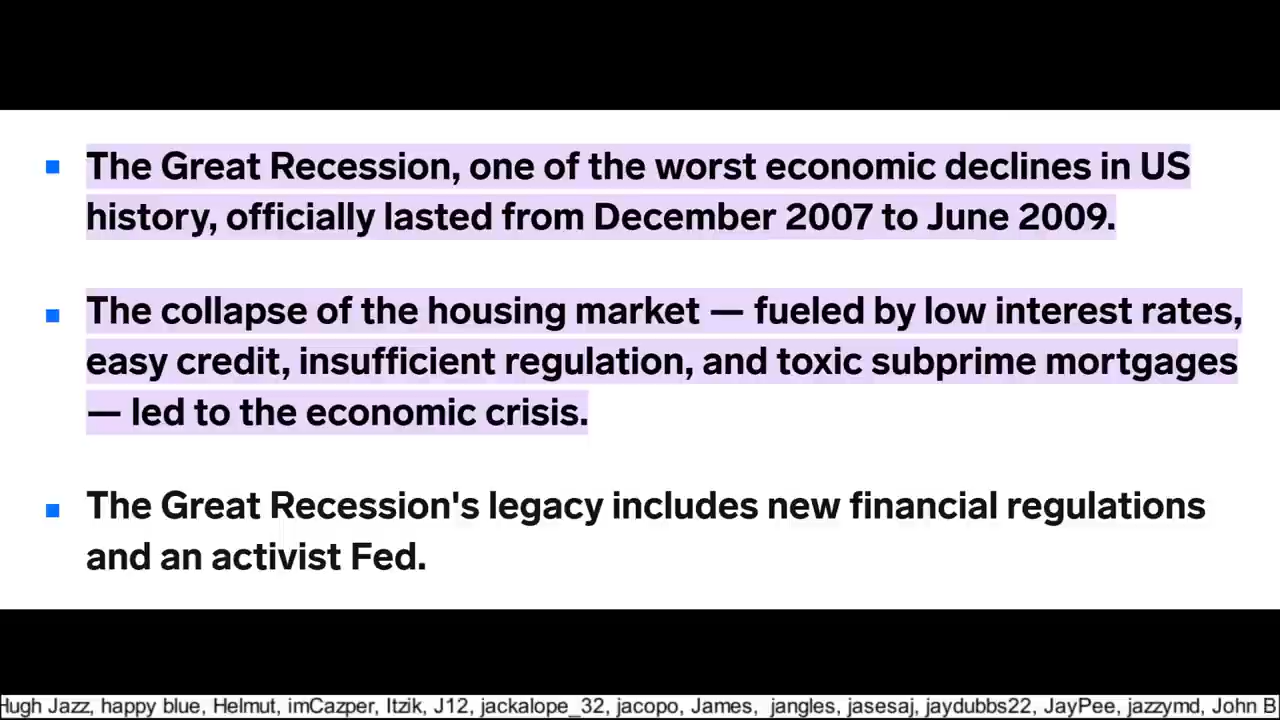 The Great Recession, one of the worst economic declines in US
history, officially lasted from December 2007 to June 2009.
The collapse of the housing market — fueled by low interest rates,
easy credit, insufficient regulation, and toxic subprime mortgages
— led to the economic crisis.
The Great Recession's legacy includes new financial regulations
and an activist Fed.
Hugh Jazz, happy blue, Helmut, imCazper, Itzik, J12, jackalope_32, jacopo, James, jangles, jasesaj, jaydubbs22, JayPee, jazzymd, John B